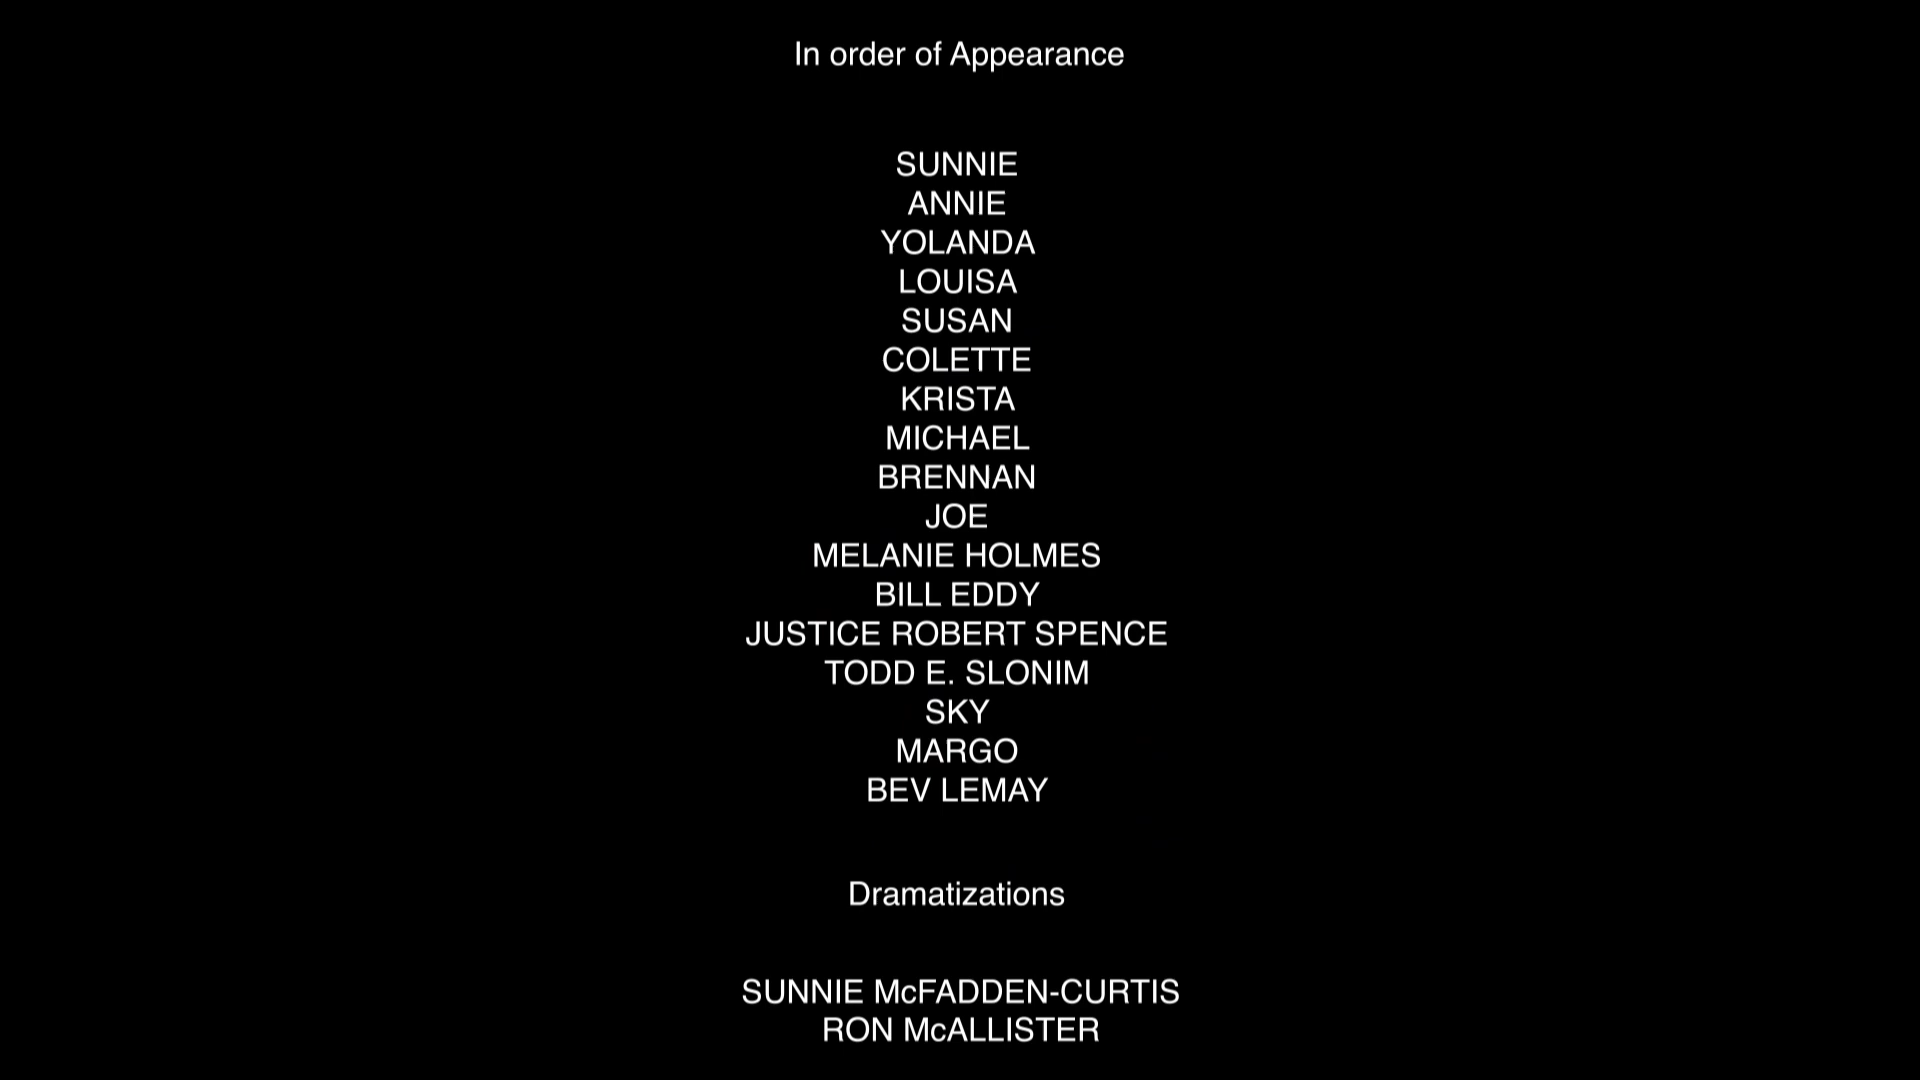 In order of Appearance
SUNNIE
ANNIE
YOLANDA
LOUISA
SUSAN
COLETTE
KRISTA
MICHAEL
BRENNAN
JOE
MELANIE HOLMES
BILL EDDY
JUSTICE ROBERT SPENCE
TODD E. SLONIM
SKY
MARGO
BEV LEMAY
Dramatizations
SUNNIE McFADDEN-CURTIS
RON McALLISTER